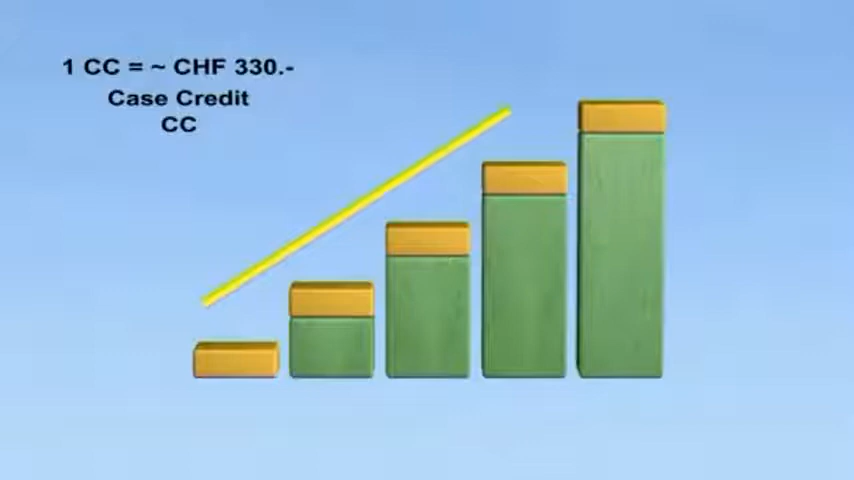 1 CC = ~ CHF 330.-
Case Credit
CC